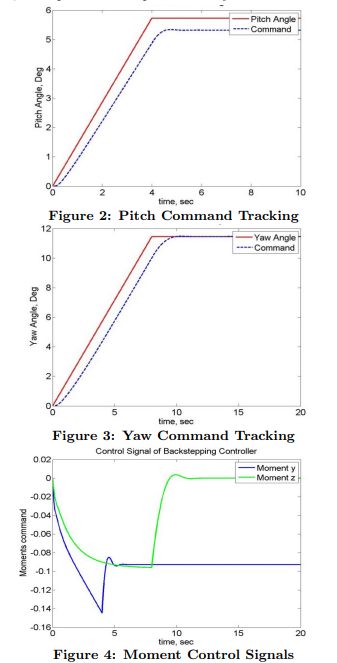 6
5
4
3
2
1
0
Pitch Angle, Deg
Pitch Angle
Command
0 2 4 6 8 10
time, sec
Figure 2: Pitch Command Tracking
12
10
8
6
4
2
0
Yaw Angle, Deg
Yaw Angle
Command
0 5 10 15 20
time, sec
Figure 3: Yaw Command Tracking
Control Signal of Backstepping Controller
0.02
0
-0.02
-0.04
-0.06
-0.08
-0.1
-0.12
-0.14
-0.16
Moments command
Moment y
Moment z
0 5 10 15 20
time, sec
Figure 4: Moment Control Signals